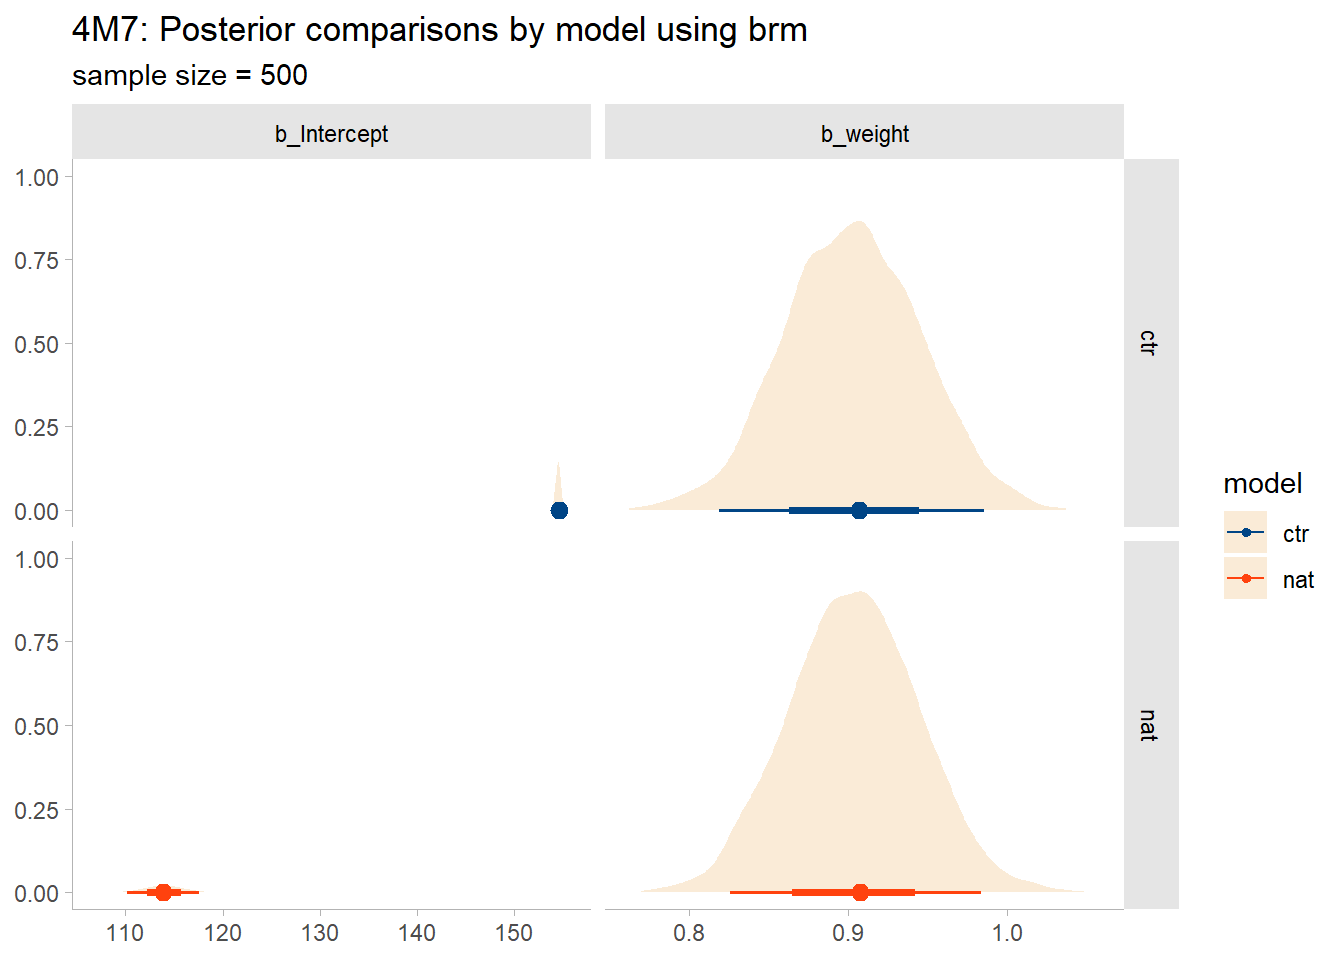 4M7: Posterior comparisons by model using brm
sample size = 500
b_Intercept
b_weight
1.00
0.75
0.50
0.25
0.00
ctr
1.00
0.75
0.50
0.25
0.00
nat
110 120 130 140 150
0.8 0.9 1.0
model
ctr
nat